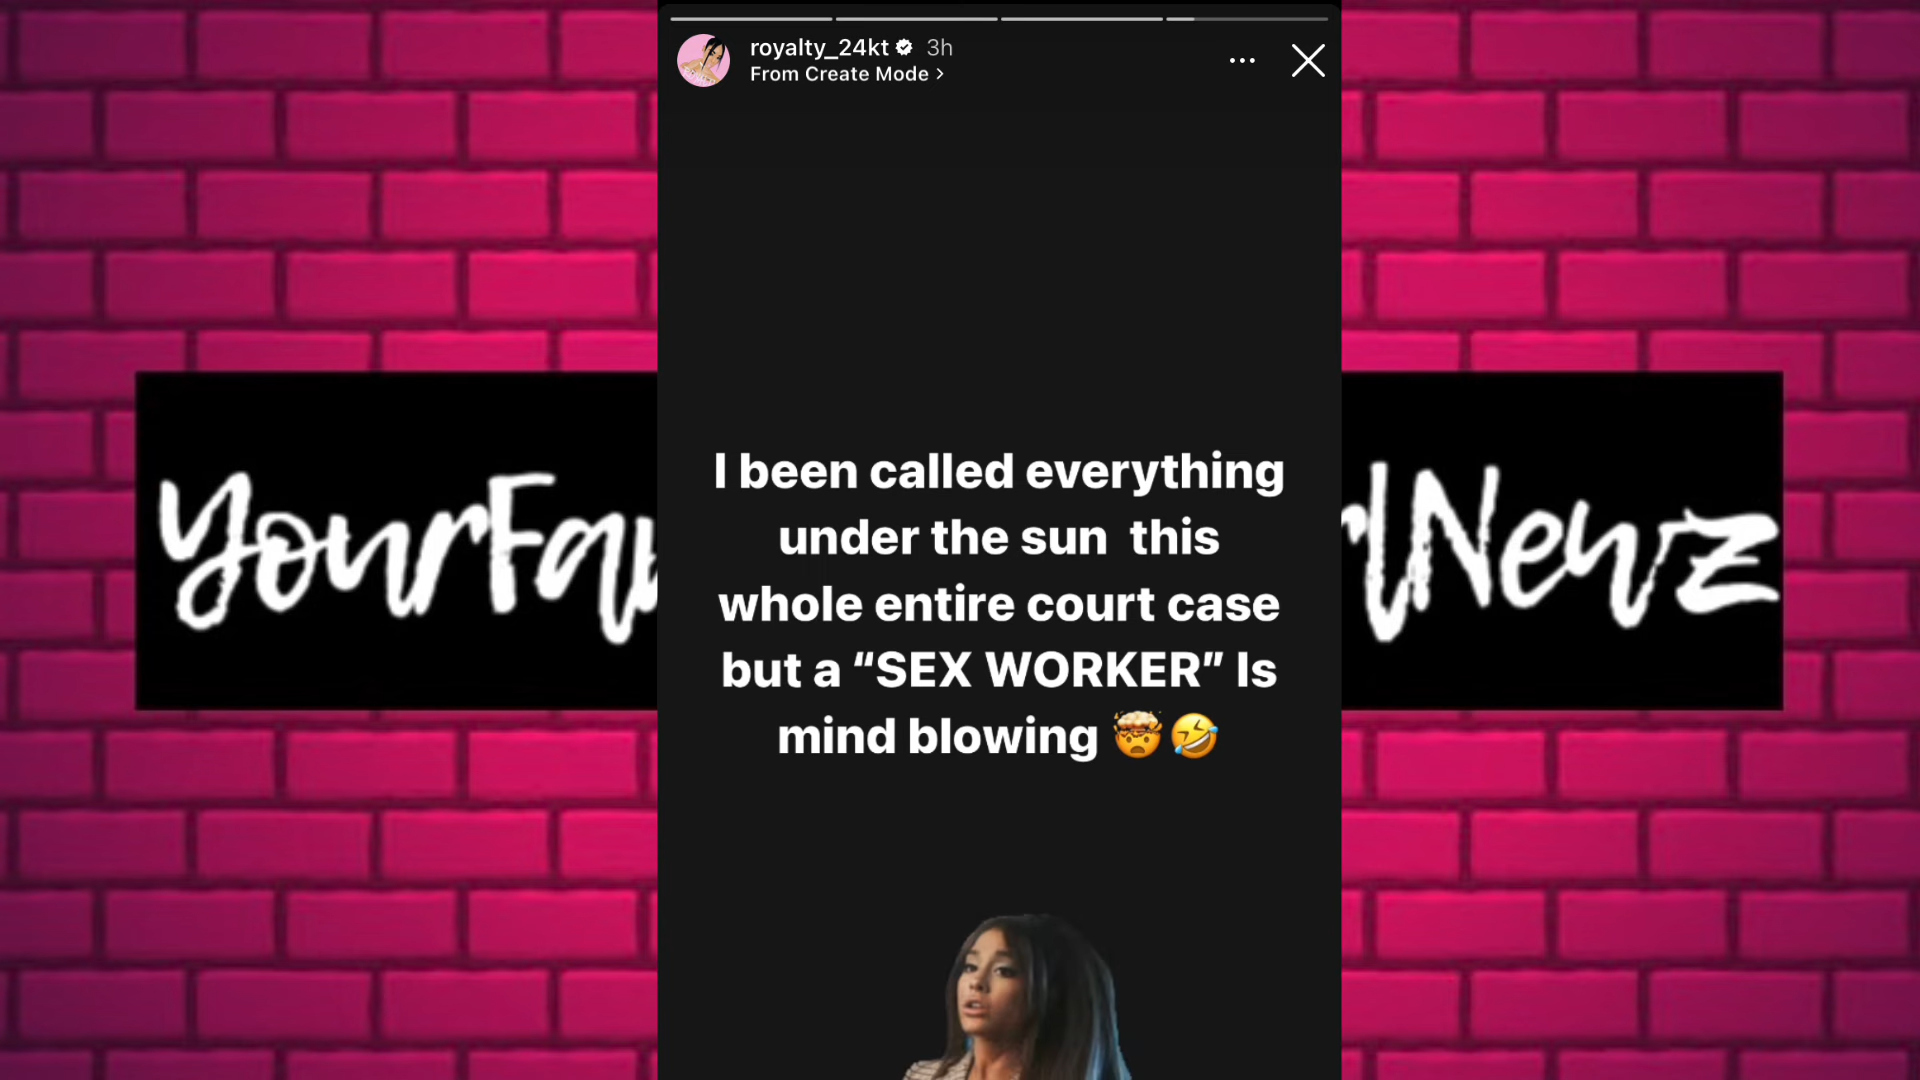 royalty_24kt 3h
From Create Mode >
I been called everything
under the sun this
whole entire court case
but a “SEX WORKER” Is
mind blowing 🤯🤣